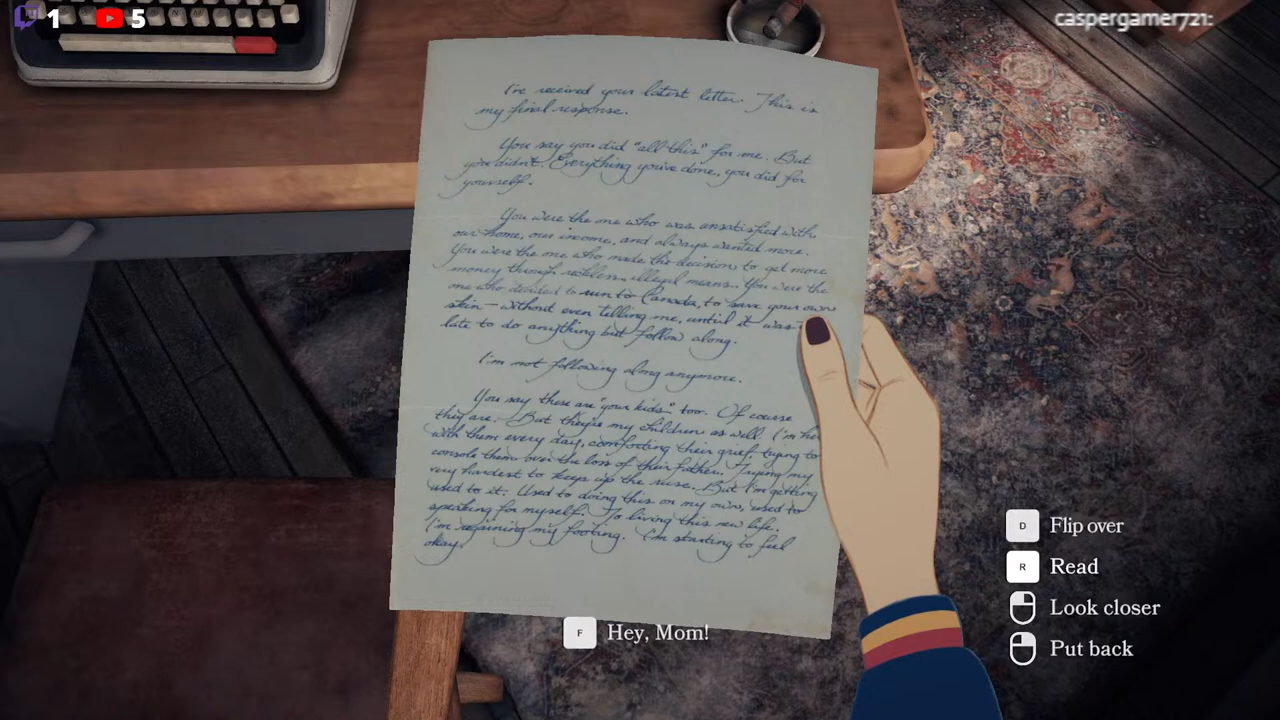 1
5
caspergamer721:
I've received your latest letter. This is
my final response.
You say you did "all this" for me. But
you didn't. Everything you've done, you did for
yourself.
You were the one who was unsatisfied with
our home, our income, and always wanted more.
You were the one who made the decision to get more
money through reckless, illegal means. You were the
one who decided to run to Canada, to save your own
skin — without even telling me, until it was
late to do anything but follow along.
I'm not following along anymore.
You say these are "your kids" too. Of course
they are. But they're my children as well. I'm he
with them every day, comforting their grief, trying to
console them over the loss of their father. Trying my
very hardest to keep up the ruse. But I'm getting
used to it. Used to doing this on my own, used to
speaking for myself. To living this new life.
I'm regaining my footing. I'm starting to feel
okay.
F Hey, Mom!
D Flip over
R Read
Look closer
Put back